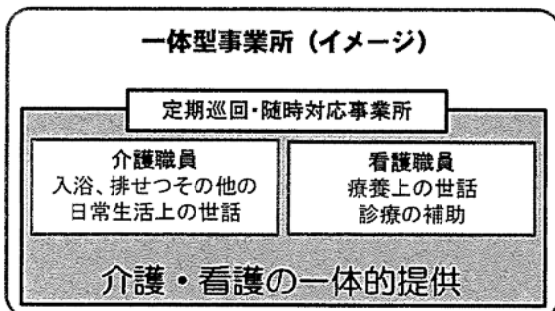 一体型事業所（イメージ）
定期巡回・随時対応事業所
介護職員
入浴、排せつその他の
日常生活上の世話
看護職員
療養上の世話
診療の補助
介護・看護の一体的提供